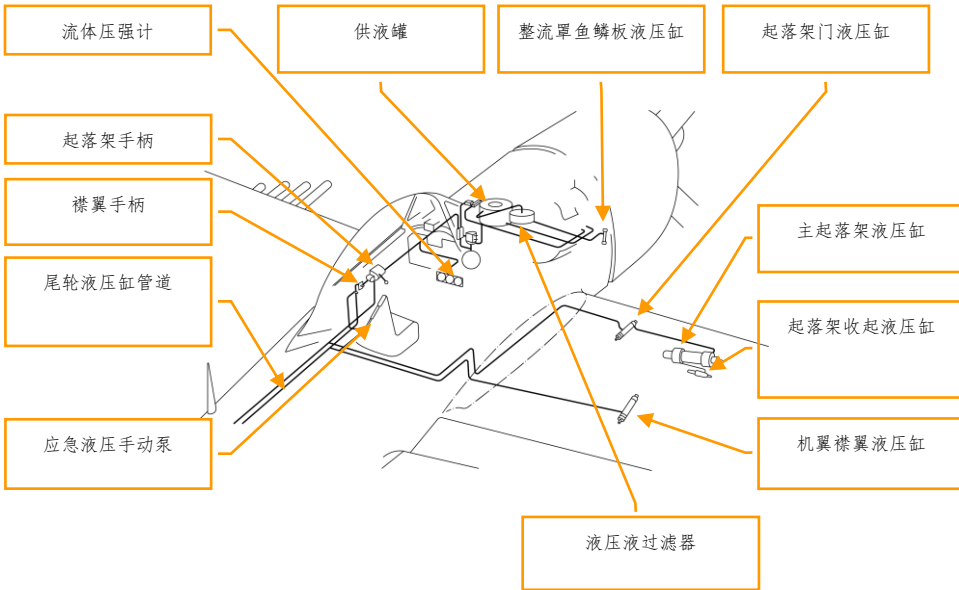 流体压强计
供液罐
整流罩鱼鳞板液压缸
起落架门液压缸
起落架手柄
襟翼手柄
主起落架液压缸
尾轮液压缸管道
起落架收起液压缸
应急液压手动泵
机翼襟翼液压缸
液压液过滤器